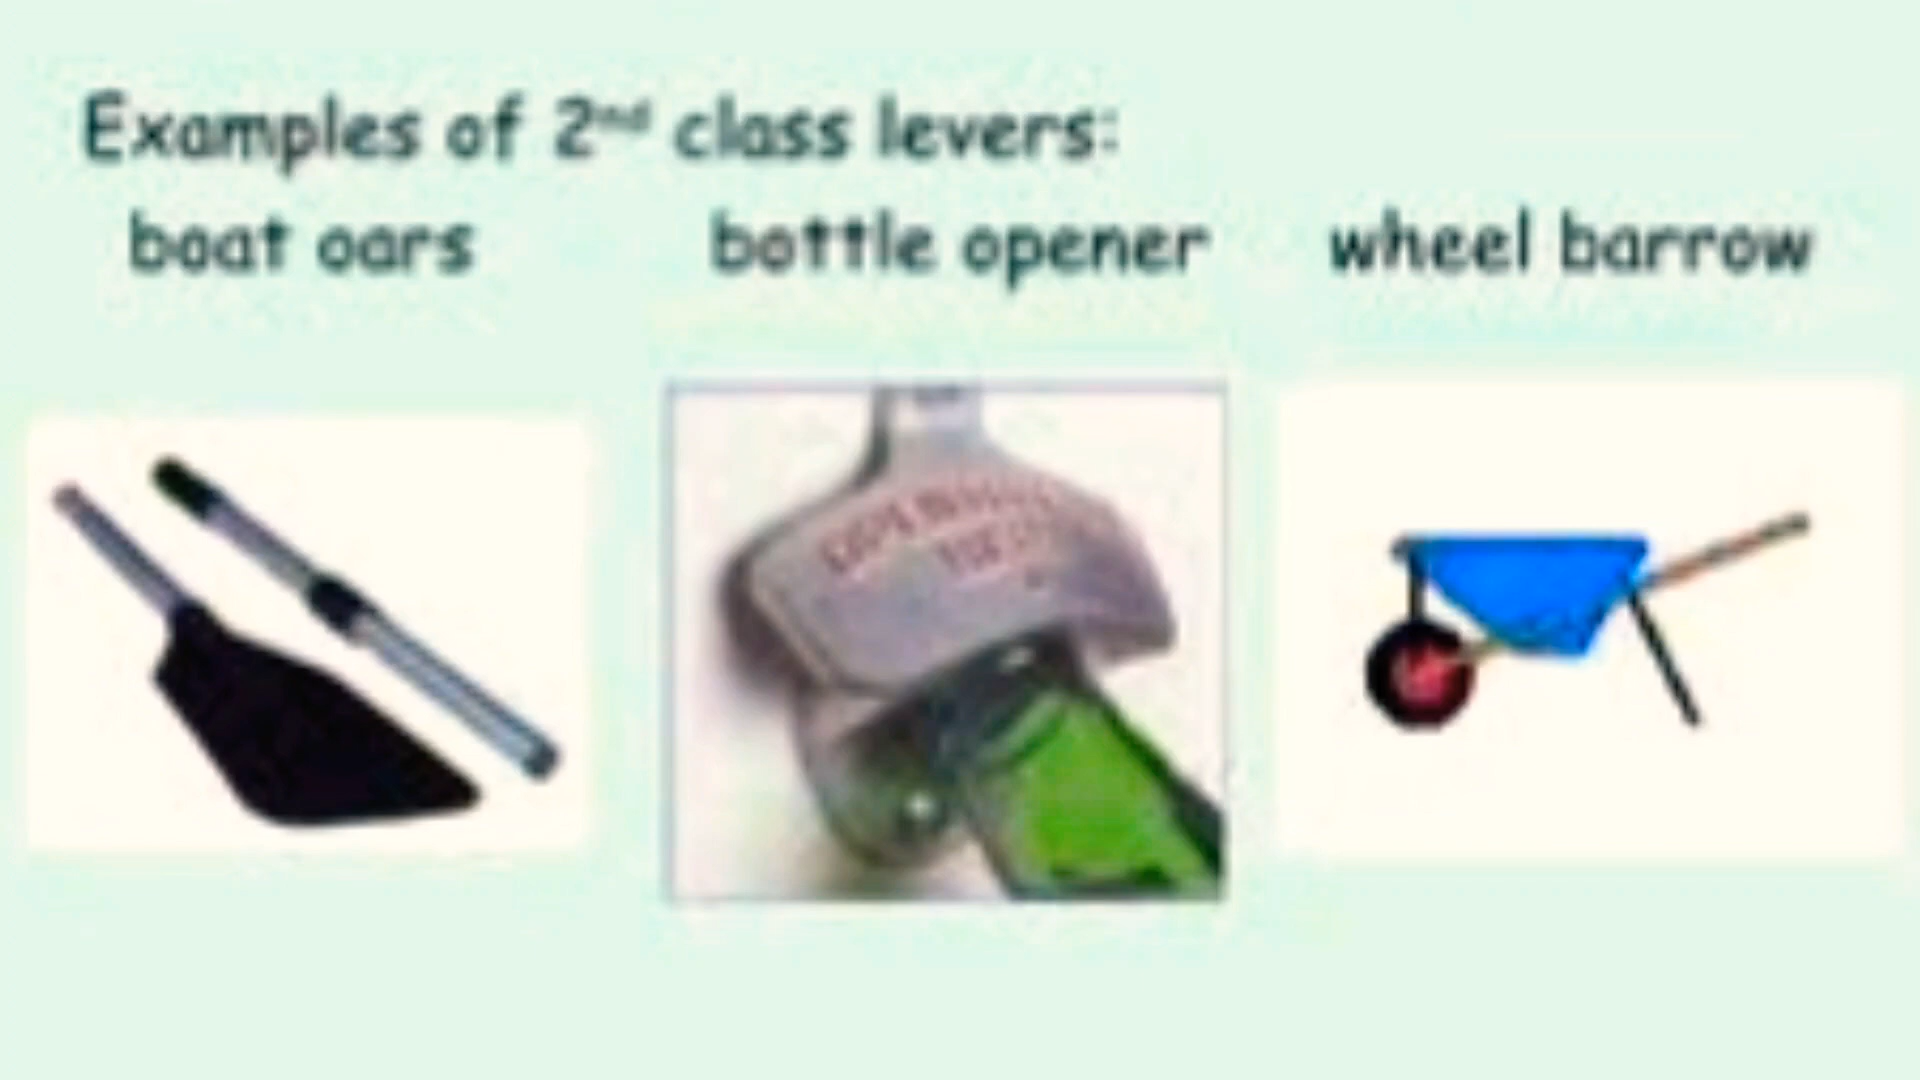 Examples of 2nd class levers:
boat oars bottle opener wheel barrow